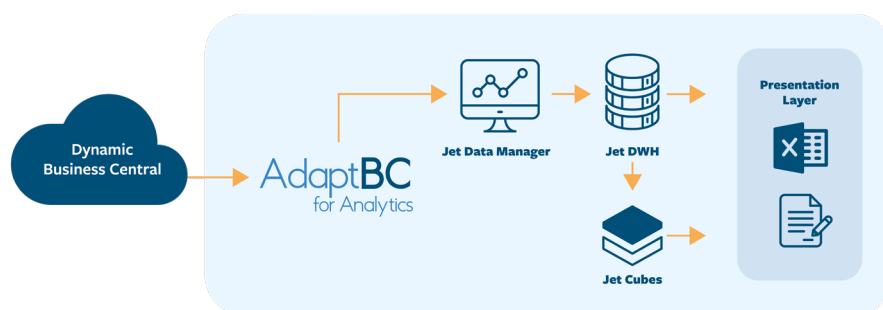 Dynamic
Business Central
AdaptBC
for Analytics
Jet Data Manager
Jet DWH
Jet Cubes
Presentation
Layer
X